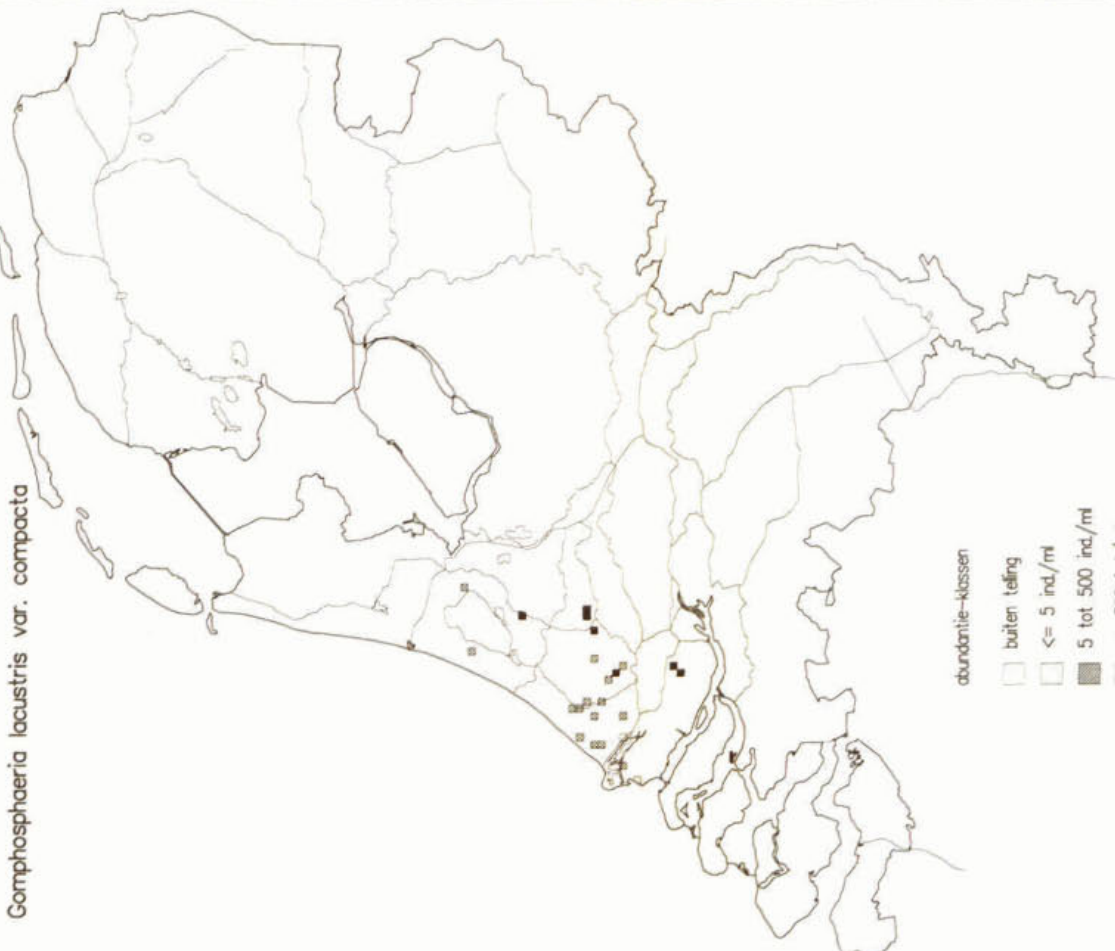 Gomphosphaeria lacustris var. compacta
abundantie-klassen
buiten telling
<= 5 ind./ml
5 tot 500 ind./ml